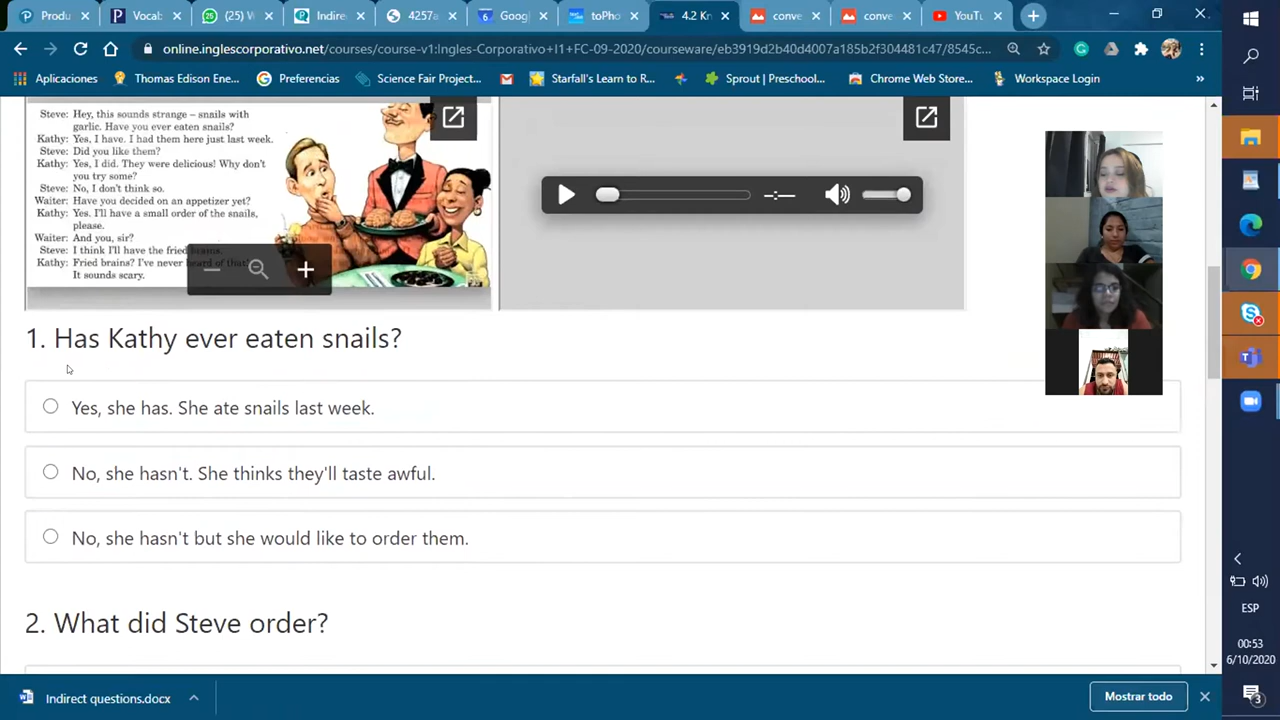 Produ
Vocab
(25) W
Indire
4257a
Googl
toPho
4.2 Kn
conve
conve
YouTu
online.inglescorporativo.net/courses/course-v1:Ingles-Corporativo+I1+FC-09-2020/courseware/eb3919d2b40d4007a185b2f304481c47/8545c...
Aplicaciones
Thomas Edison Ene...
Preferencias
Science Fair Project...
Starfall's Learn to R...
Sprout | Preschool...
Chrome Web Store...
Workspace Login
»
Steve: Hey, this sounds strange – snails with
garlic. Have you ever eaten snails?
Kathy: Yes, I have. I had them here just last week.
Steve: Did you like them?
Kathy: Yes, I did. They were delicious! Why don't
you try some?
Steve: No, I don't think so.
Waiter: Have you decided on an appetizer yet?
Kathy: Yes. I'll have a small order of the snails,
please.
Waiter: And you, sir?
Steve: I think I'll have the fried brains.
Kathy: Fried brains? I've never heard of that!
It sounds scary.
-:--
1. Has Kathy ever eaten snails?
Yes, she has. She ate snails last week.
No, she hasn't. She thinks they'll taste awful.
No, she hasn't but she would like to order them.
2. What did Steve order?
ESP
00:53
6/10/2020
3
Indirect questions.docx
Mostrar todo